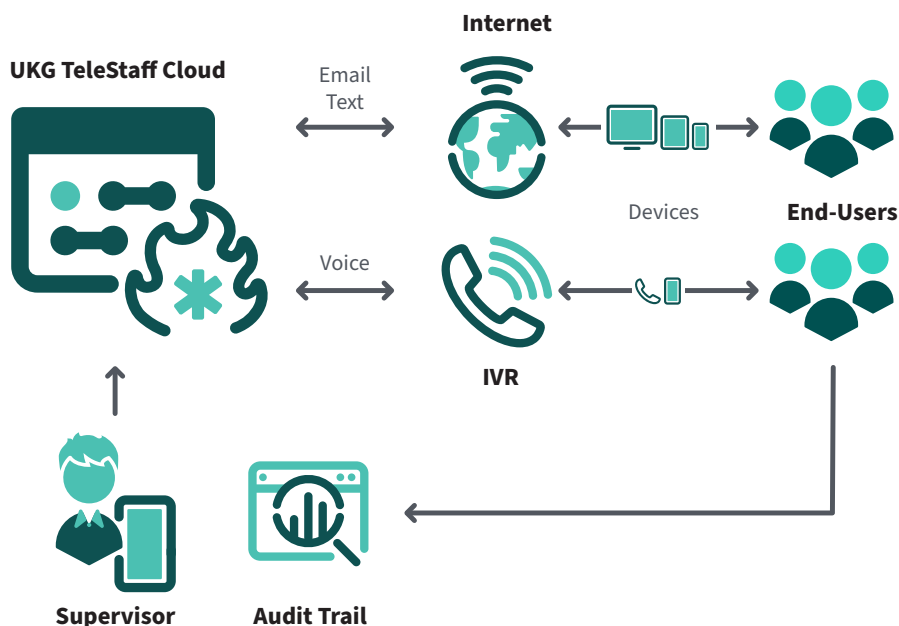 Internet
UKG TeleStaff Cloud
Email
Text
Devices
End-Users
Voice
IVR
Supervisor
Audit Trail